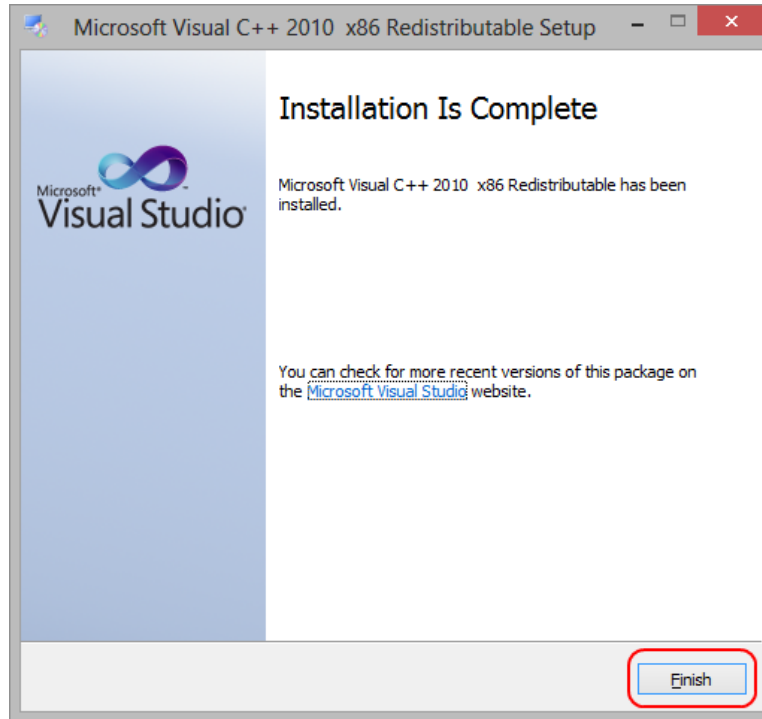 Microsoft Visual C++ 2010  x86 Redistributable Setup
Installation Is Complete
Microsoft®
Visual Studio®
Microsoft Visual C++ 2010  x86 Redistributable has been
installed.
You can check for more recent versions of this package on
the Microsoft Visual Studio website.
Finish